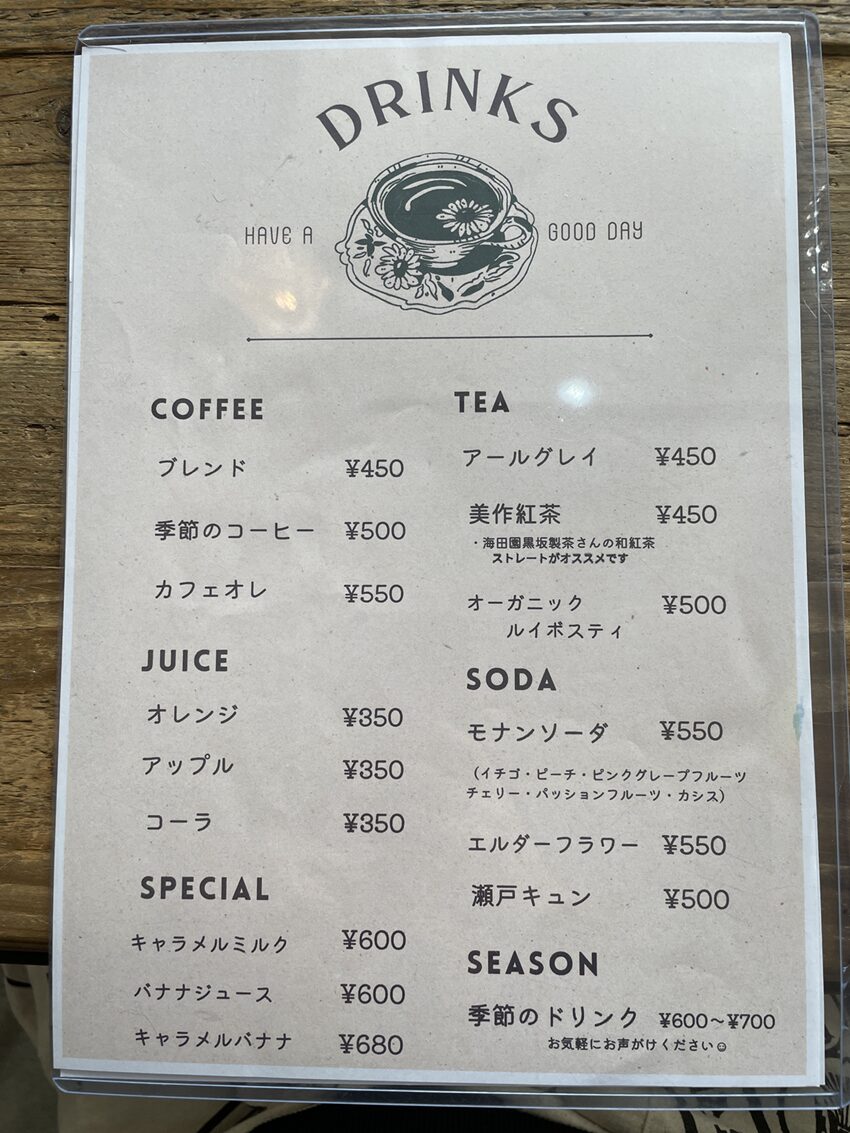 DRINKS
HAVE A GOOD DAY
COFFEE
ブレンド ¥450
季節のコーヒー ¥500
カフェオレ ¥550
JUICE
オレンジ ¥350
アップル ¥350
コーラ ¥350
SPECIAL
キャラメルミルク ¥600
バナナジュース ¥600
キャラメルバナナ ¥680
TEA
アールグレイ ¥450
美作紅茶 ¥450
・海田園黒坂製茶さんの和紅茶
ストレートがオススメです
オーガニック ¥500
ルイボスティ
SODA
モナンソーダ ¥550
（イチゴ・ピーチ・ピンクグレープフルーツ
チェリー・パッションフルーツ・カシス）
エルダーフラワー ¥550
瀬戸キュン ¥500
SEASON
季節のドリンク ¥600〜¥700
お気軽にお声がけください☺